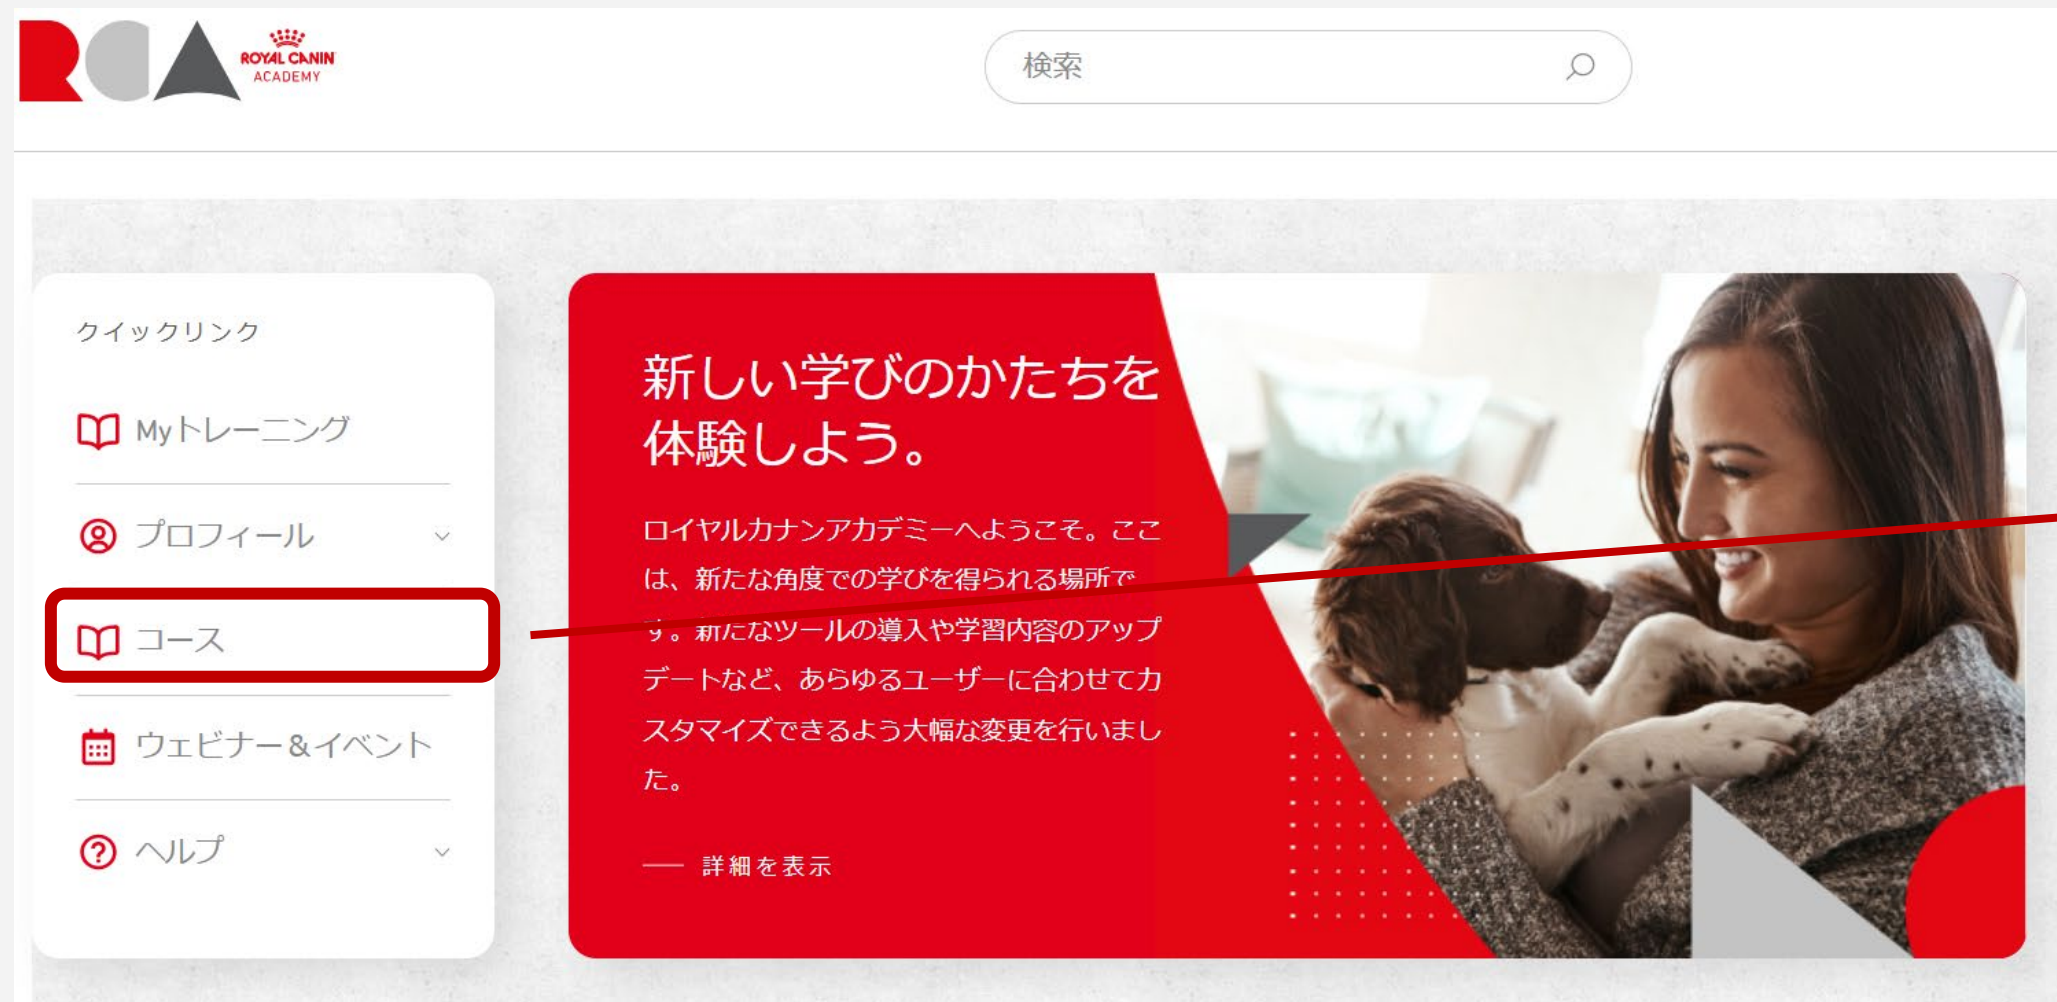 RCA
ROYAL CANIN
ACADEMY
検索
クイックリンク
Myトレーニング
プロフィール
コース
ウェビナー&イベント
ヘルプ
新しい学びのかたちを
体験しよう。
ロイヤルカナンアカデミーへようこそ。ここ
は、新たな角度での学びを得られる場所で
す。新たなツールの導入や学習内容のアップ
デートなど、あらゆるユーザーに合わせてカ
スタマイズできるよう大幅な変更を行いまし
た。
詳細を表示